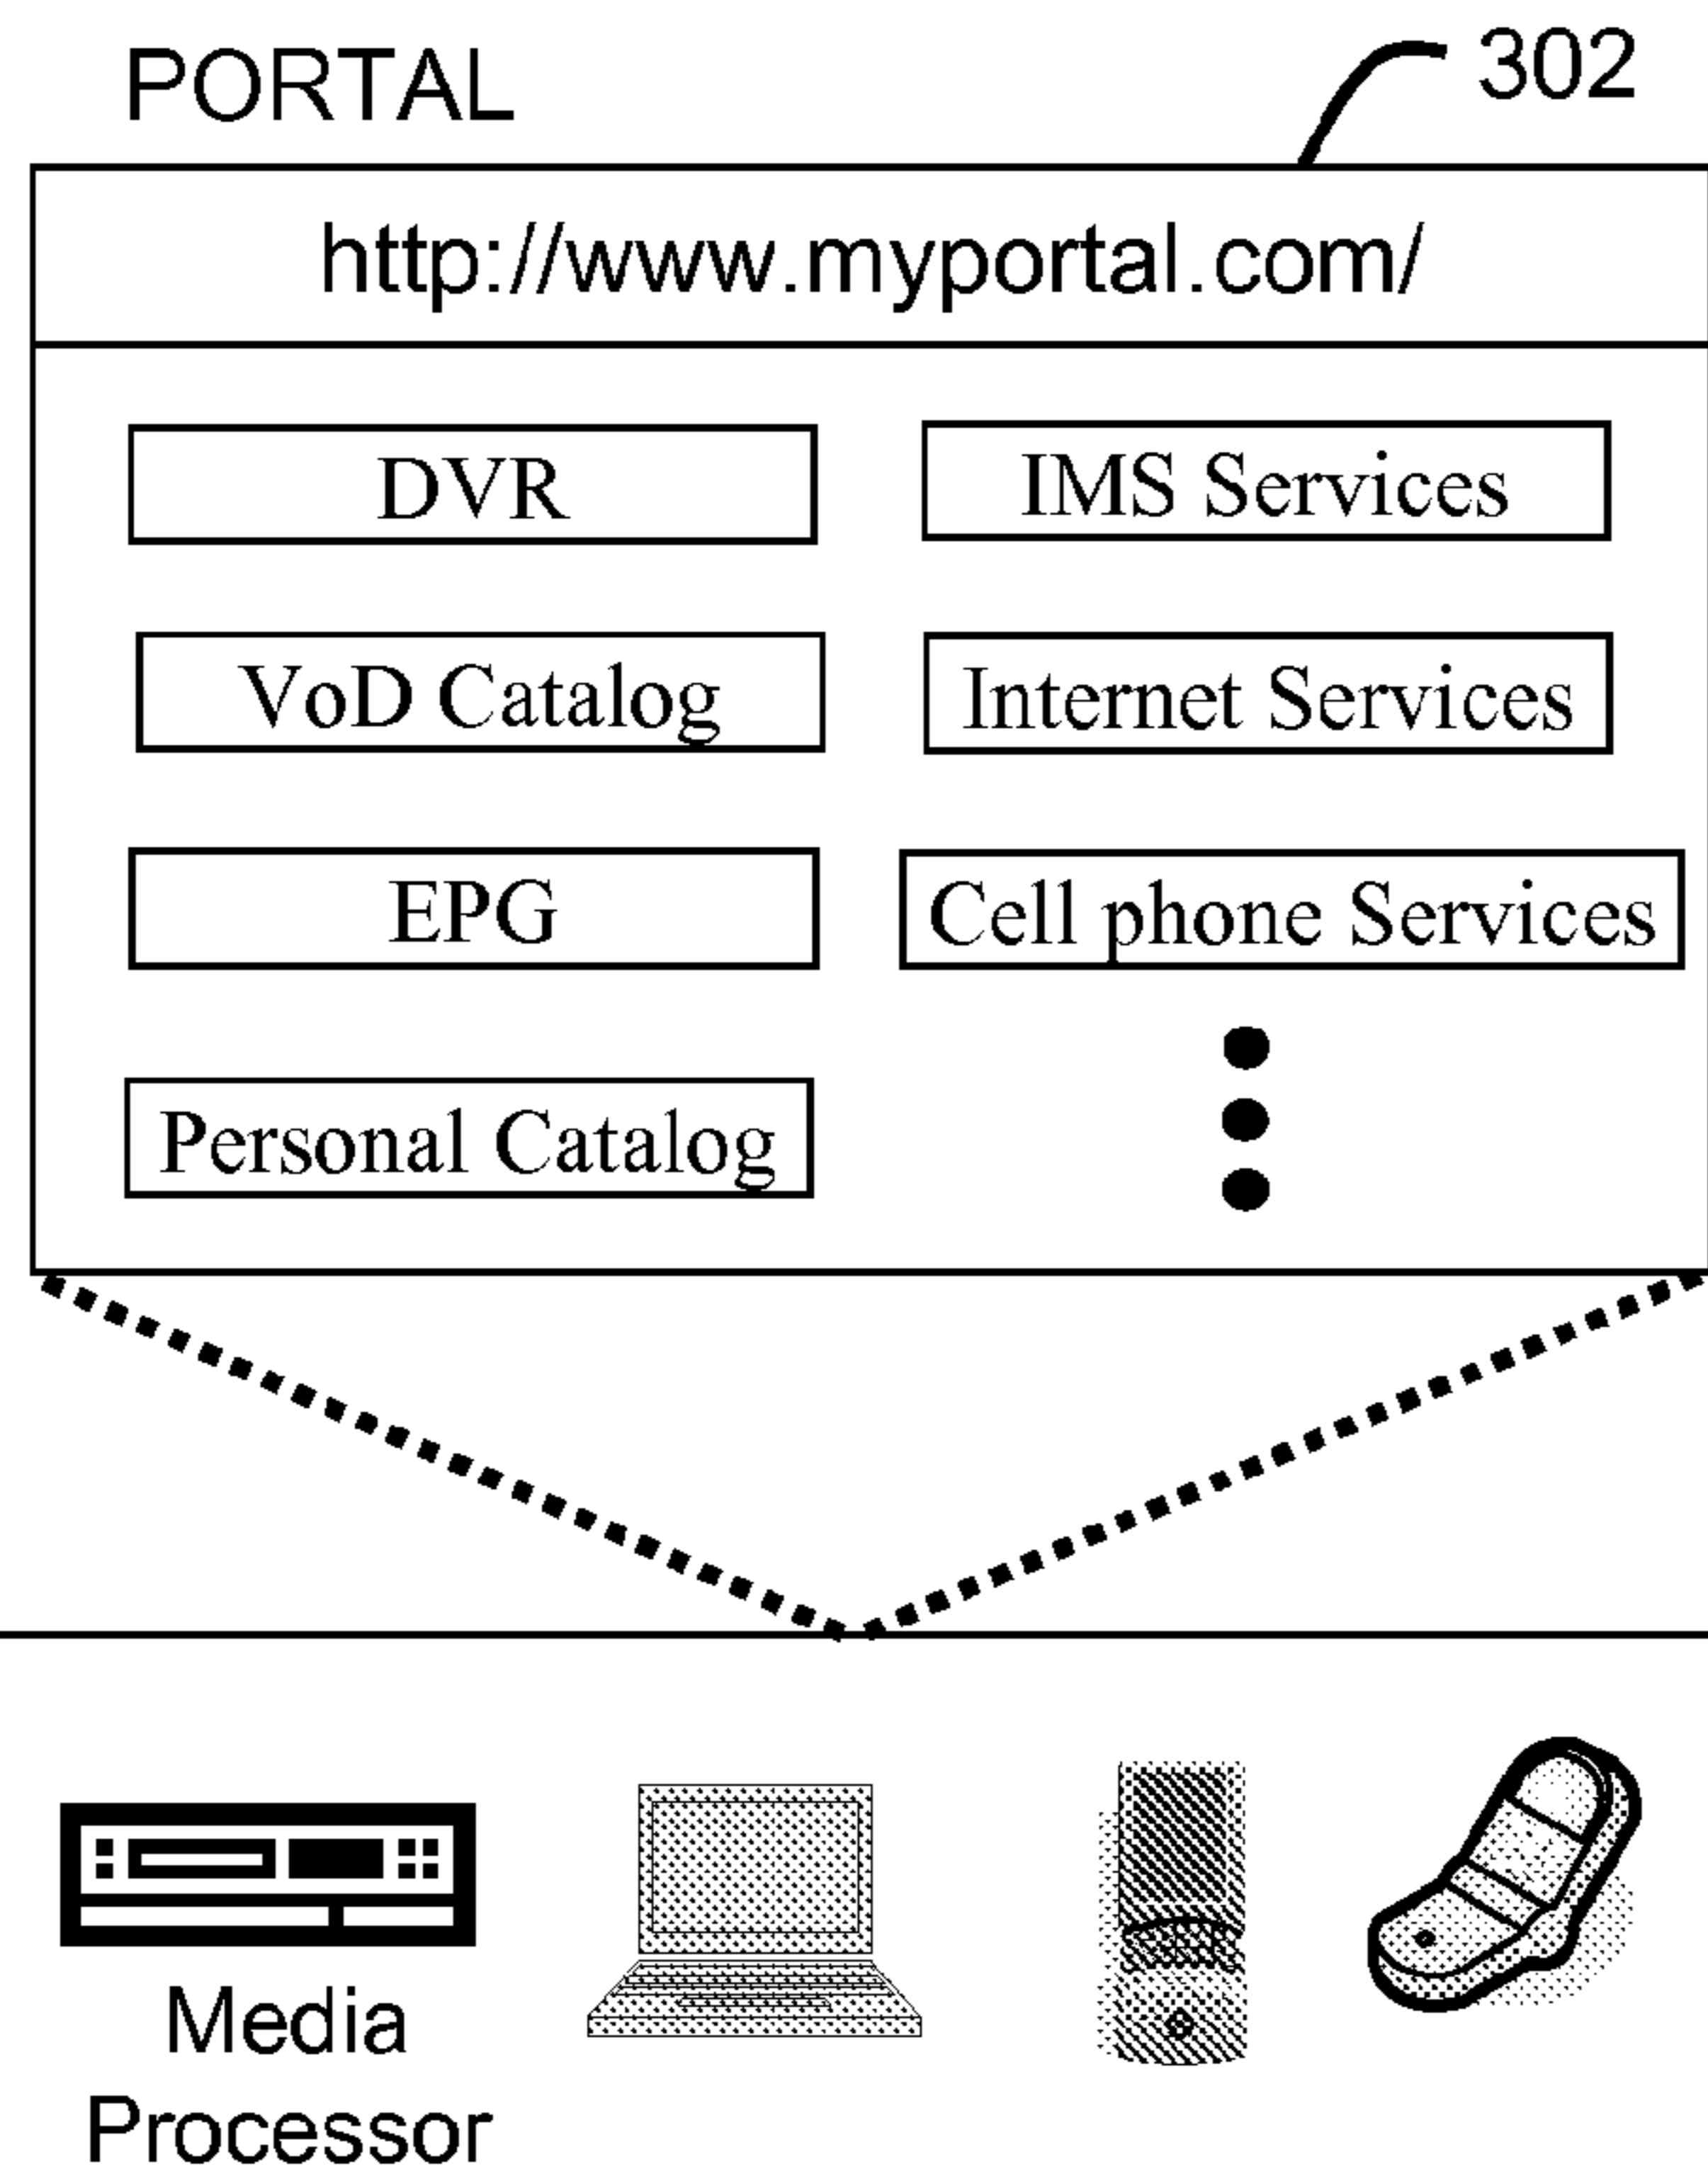 PORTAL
302
http://www.myportal.com/
DVR
IMS Services
VoD Catalog
Internet Services
EPG
Cell phone Services
Personal Catalog
Media
Processor